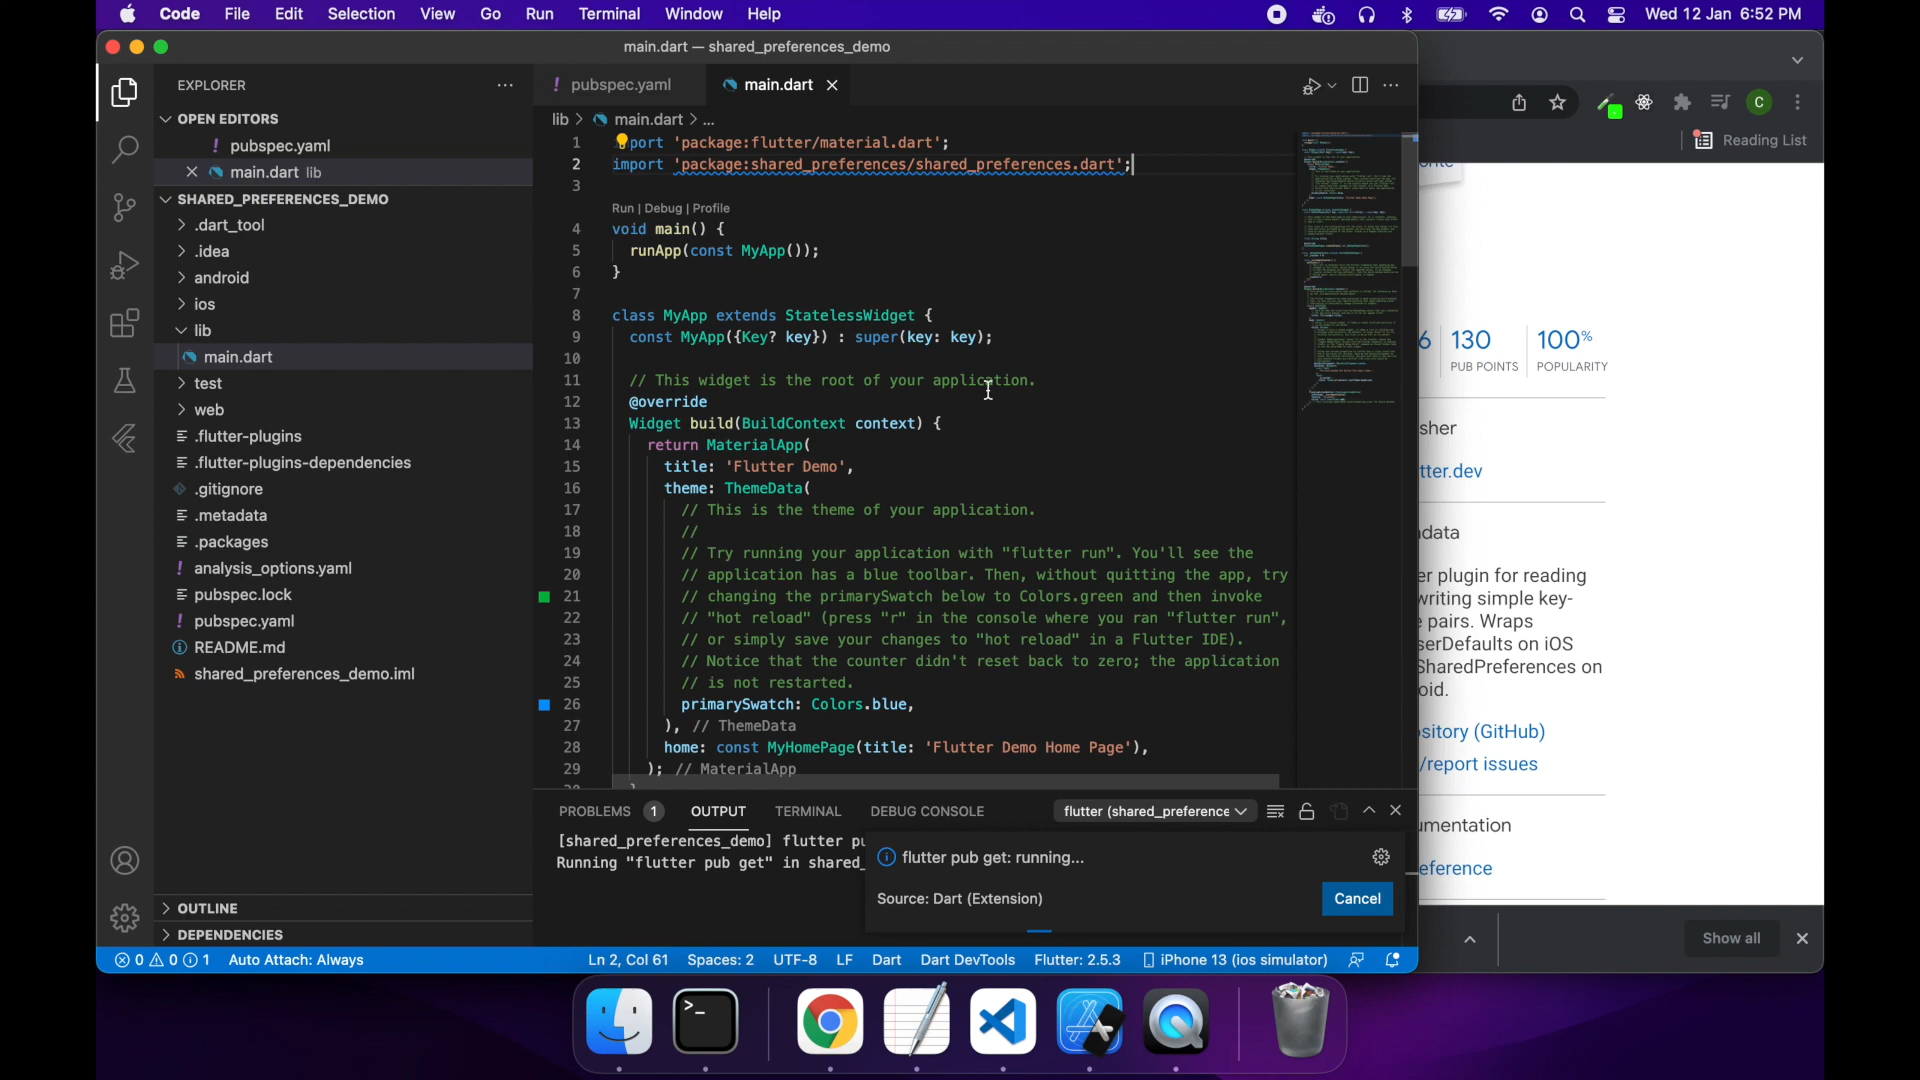 Code File Edit Selection View Go Run Terminal Window Help
Wed 12 Jan 6:52 PM
main.dart — shared_preferences_demo
EXPLORER
OPEN EDITORS
! pubspec.yaml
main.dart lib
SHARED_PREFERENCES_DEMO
.dart_tool
.idea
android
ios
lib
main.dart
test
web
.flutter-plugins
.flutter-plugins-dependencies
.gitignore
.metadata
.packages
analysis_options.yaml
pubspec.lock
! pubspec.yaml
README.md
shared_preferences_demo.iml
OUTLINE
DEPENDENCIES
! pubspec.yaml
main.dart
lib > main.dart > ...
1 port 'package:flutter/material.dart';
2 import 'package:shared_preferences/shared_preferences.dart';
3
Run | Debug | Profile
4 void main() {
5 runApp(const MyApp());
6 }
7
8 class MyApp extends StatelessWidget {
9 const MyApp({Key? key}) : super(key: key);
10
11 // This widget is the root of your application.
12 @override
13 Widget build(BuildContext context) {
14 return MaterialApp(
15 title: 'Flutter Demo',
16 theme: ThemeData(
17 // This is the theme of your application.
18 //
19 // Try running your application with "flutter run". You'll see the
20 // application has a blue toolbar. Then, without quitting the app, try
21 // changing the primarySwatch below to Colors.green and then invoke
22 // "hot reload" (press "r" in the console where you ran "flutter run",
23 // or simply save your changes to "hot reload" in a Flutter IDE).
24 // Notice that the counter didn't reset back to zero; the application
25 // is not restarted.
26 primarySwatch: Colors.blue,
27 ), // ThemeData
28 home: const MyHomePage(title: 'Flutter Demo Home Page'),
29 ); // MaterialApp
PROBLEMS 1 OUTPUT TERMINAL DEBUG CONSOLE
flutter (shared_preference
[shared_preferences_demo] flutter pu
Running "flutter pub get" in shared_
flutter pub get: running...
Source: Dart (Extension)
Cancel
0 0 1 Auto Attach: Always
Ln 2, Col 61 Spaces: 2 UTF-8 LF Dart Dart DevTools Flutter: 2.5.3 iPhone 13 (ios simulator)
C
Reading List
6 130 100%
PUB POINTS POPULARITY
sher
tter.dev
data
er plugin for reading
writing simple key-
pairs. Wraps
serDefaults on iOS
SharedPreferences on
oid.
sitory (GitHub)
/report issues
umentation
eference
Show all